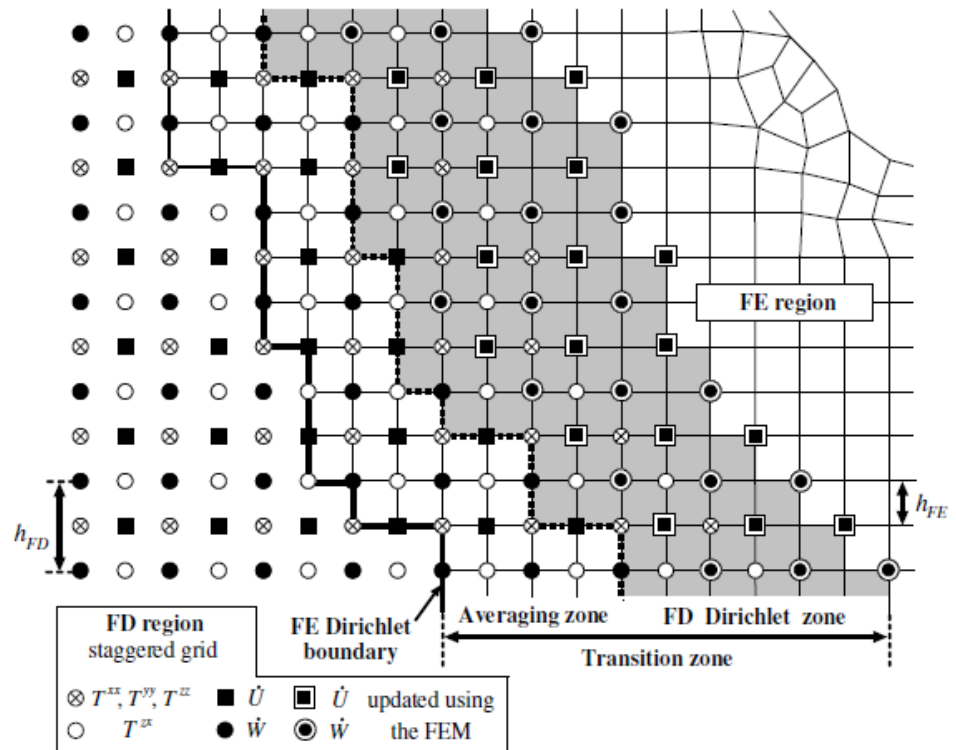 FE region
h_FD
h_FE
FE Dirichlet
boundary
Averaging zone
FD Dirichlet zone
Transition zone
FD region
staggered grid
T^xx, T^yy, T^zz
U̇
U̇ updated using
T^zx
Ẇ
Ẇ the FEM